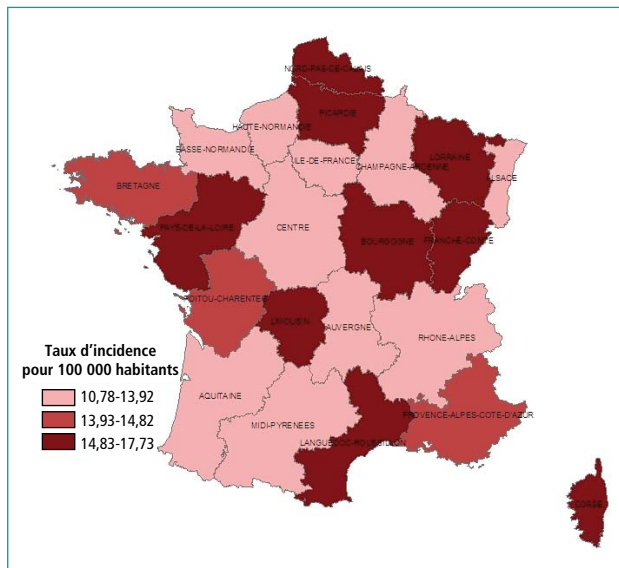 NORD-PAS-DE-CALAIS
PICARDIE
HAUTE-NORMANDIE
BASSE-NORMANDIE
ILE-DE-FRANCE
CHAMPAGNE-ARDENNE
LORRAINE
ALSACE
BRETAGNE
PAYS-DE-LA-LOIRE
CENTRE
BOURGOGNE
FRANCHE-COMTE
POITOU-CHARENTES
LIMOUSIN
AUVERGNE
RHONE-ALPES
Taux d’incidence
pour 100 000 habitants
10,78-13,92
13,93-14,82
14,83-17,73
AQUITAINE
MIDI-PYRENEES
LANGUEDOC-ROUSSILLON
PROVENCE-ALPES-COTE-D'AZUR
CORSE